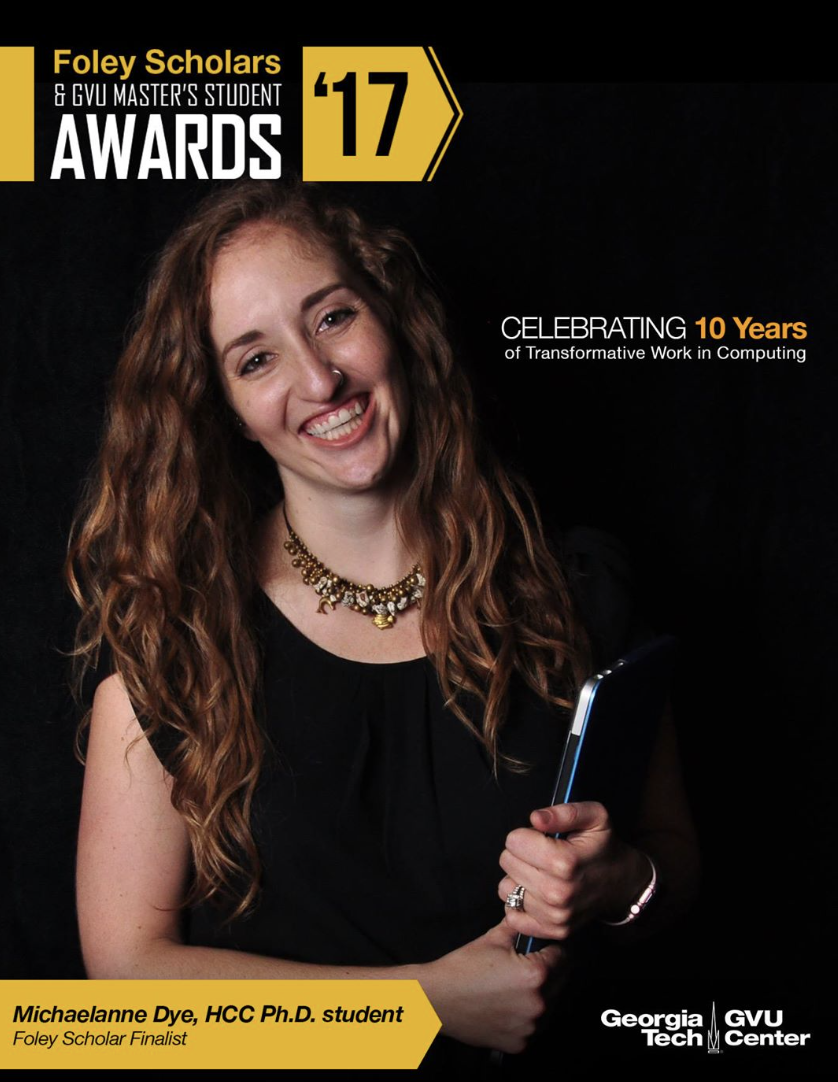 Foley Scholars
& GVU MASTER'S STUDENT
AWARDS
‘17
CELEBRATING 10 Years
of Transformative Work in Computing
Michaelanne Dye, HCC Ph.D. student
Foley Scholar Finalist
Georgia Tech
GVU Center